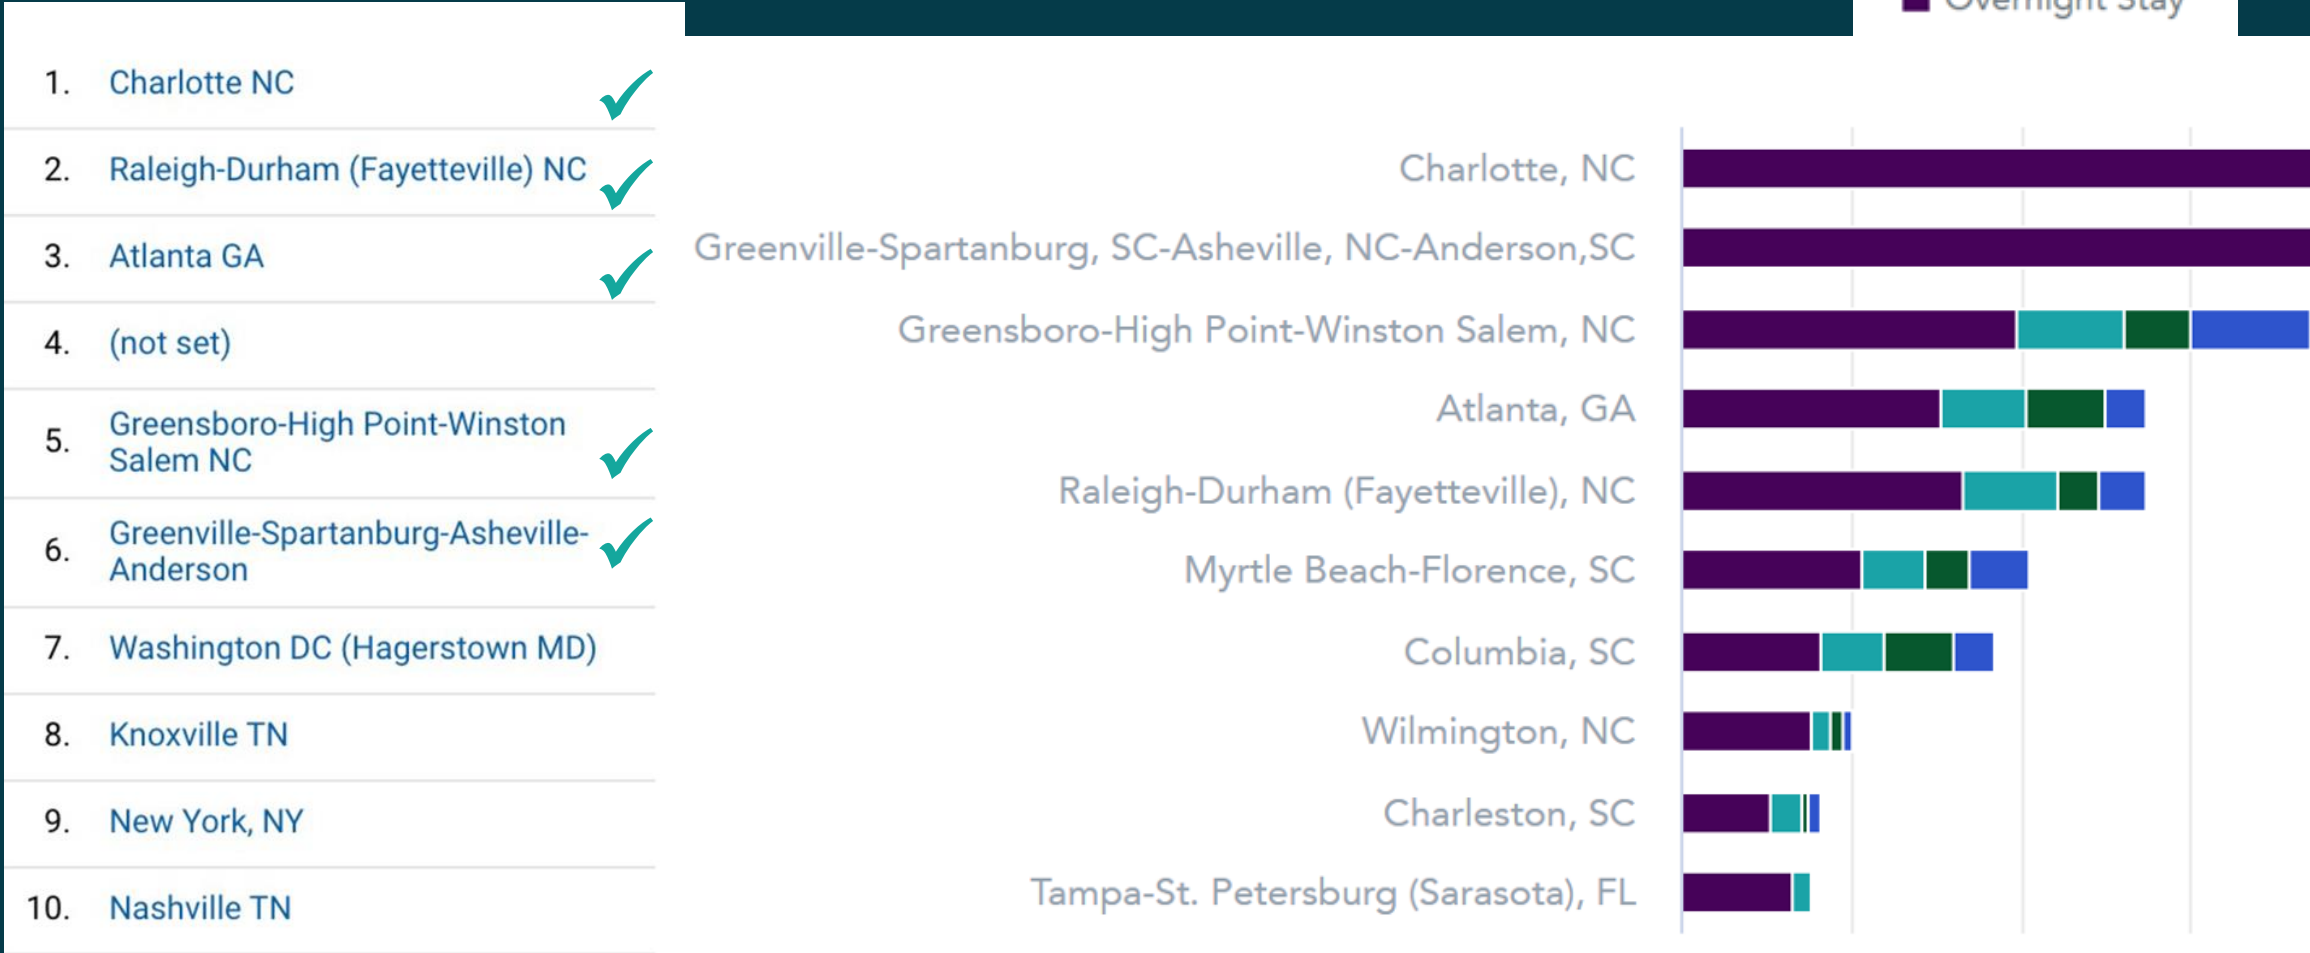 Overnight Stay
1. Charlotte NC
2. Raleigh-Durham (Fayetteville) NC
3. Atlanta GA
4. (not set)
5. Greensboro-High Point-Winston
Salem NC
6. Greenville-Spartanburg-Asheville-
Anderson
7. Washington DC (Hagerstown MD)
8. Knoxville TN
9. New York, NY
10. Nashville TN
Charlotte, NC
Greenville-Spartanburg, SC-Asheville, NC-Anderson,SC
Greensboro-High Point-Winston Salem, NC
Atlanta, GA
Raleigh-Durham (Fayetteville), NC
Myrtle Beach-Florence, SC
Columbia, SC
Wilmington, NC
Charleston, SC
Tampa-St. Petersburg (Sarasota), FL